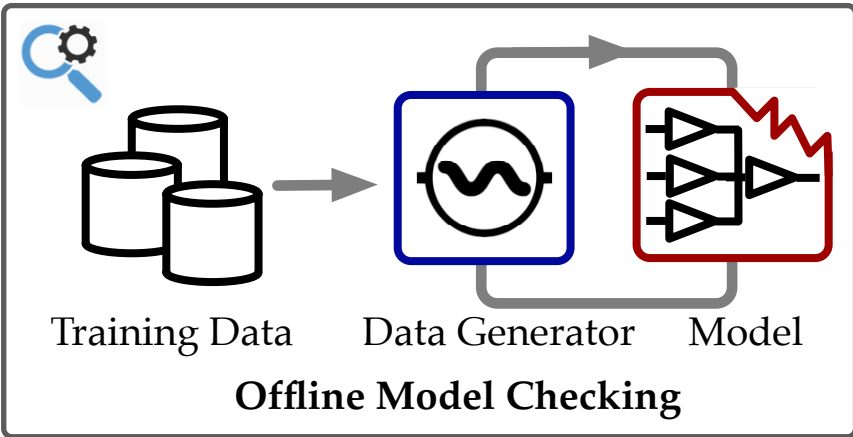 Training Data
Data Generator
Model
Offline Model Checking